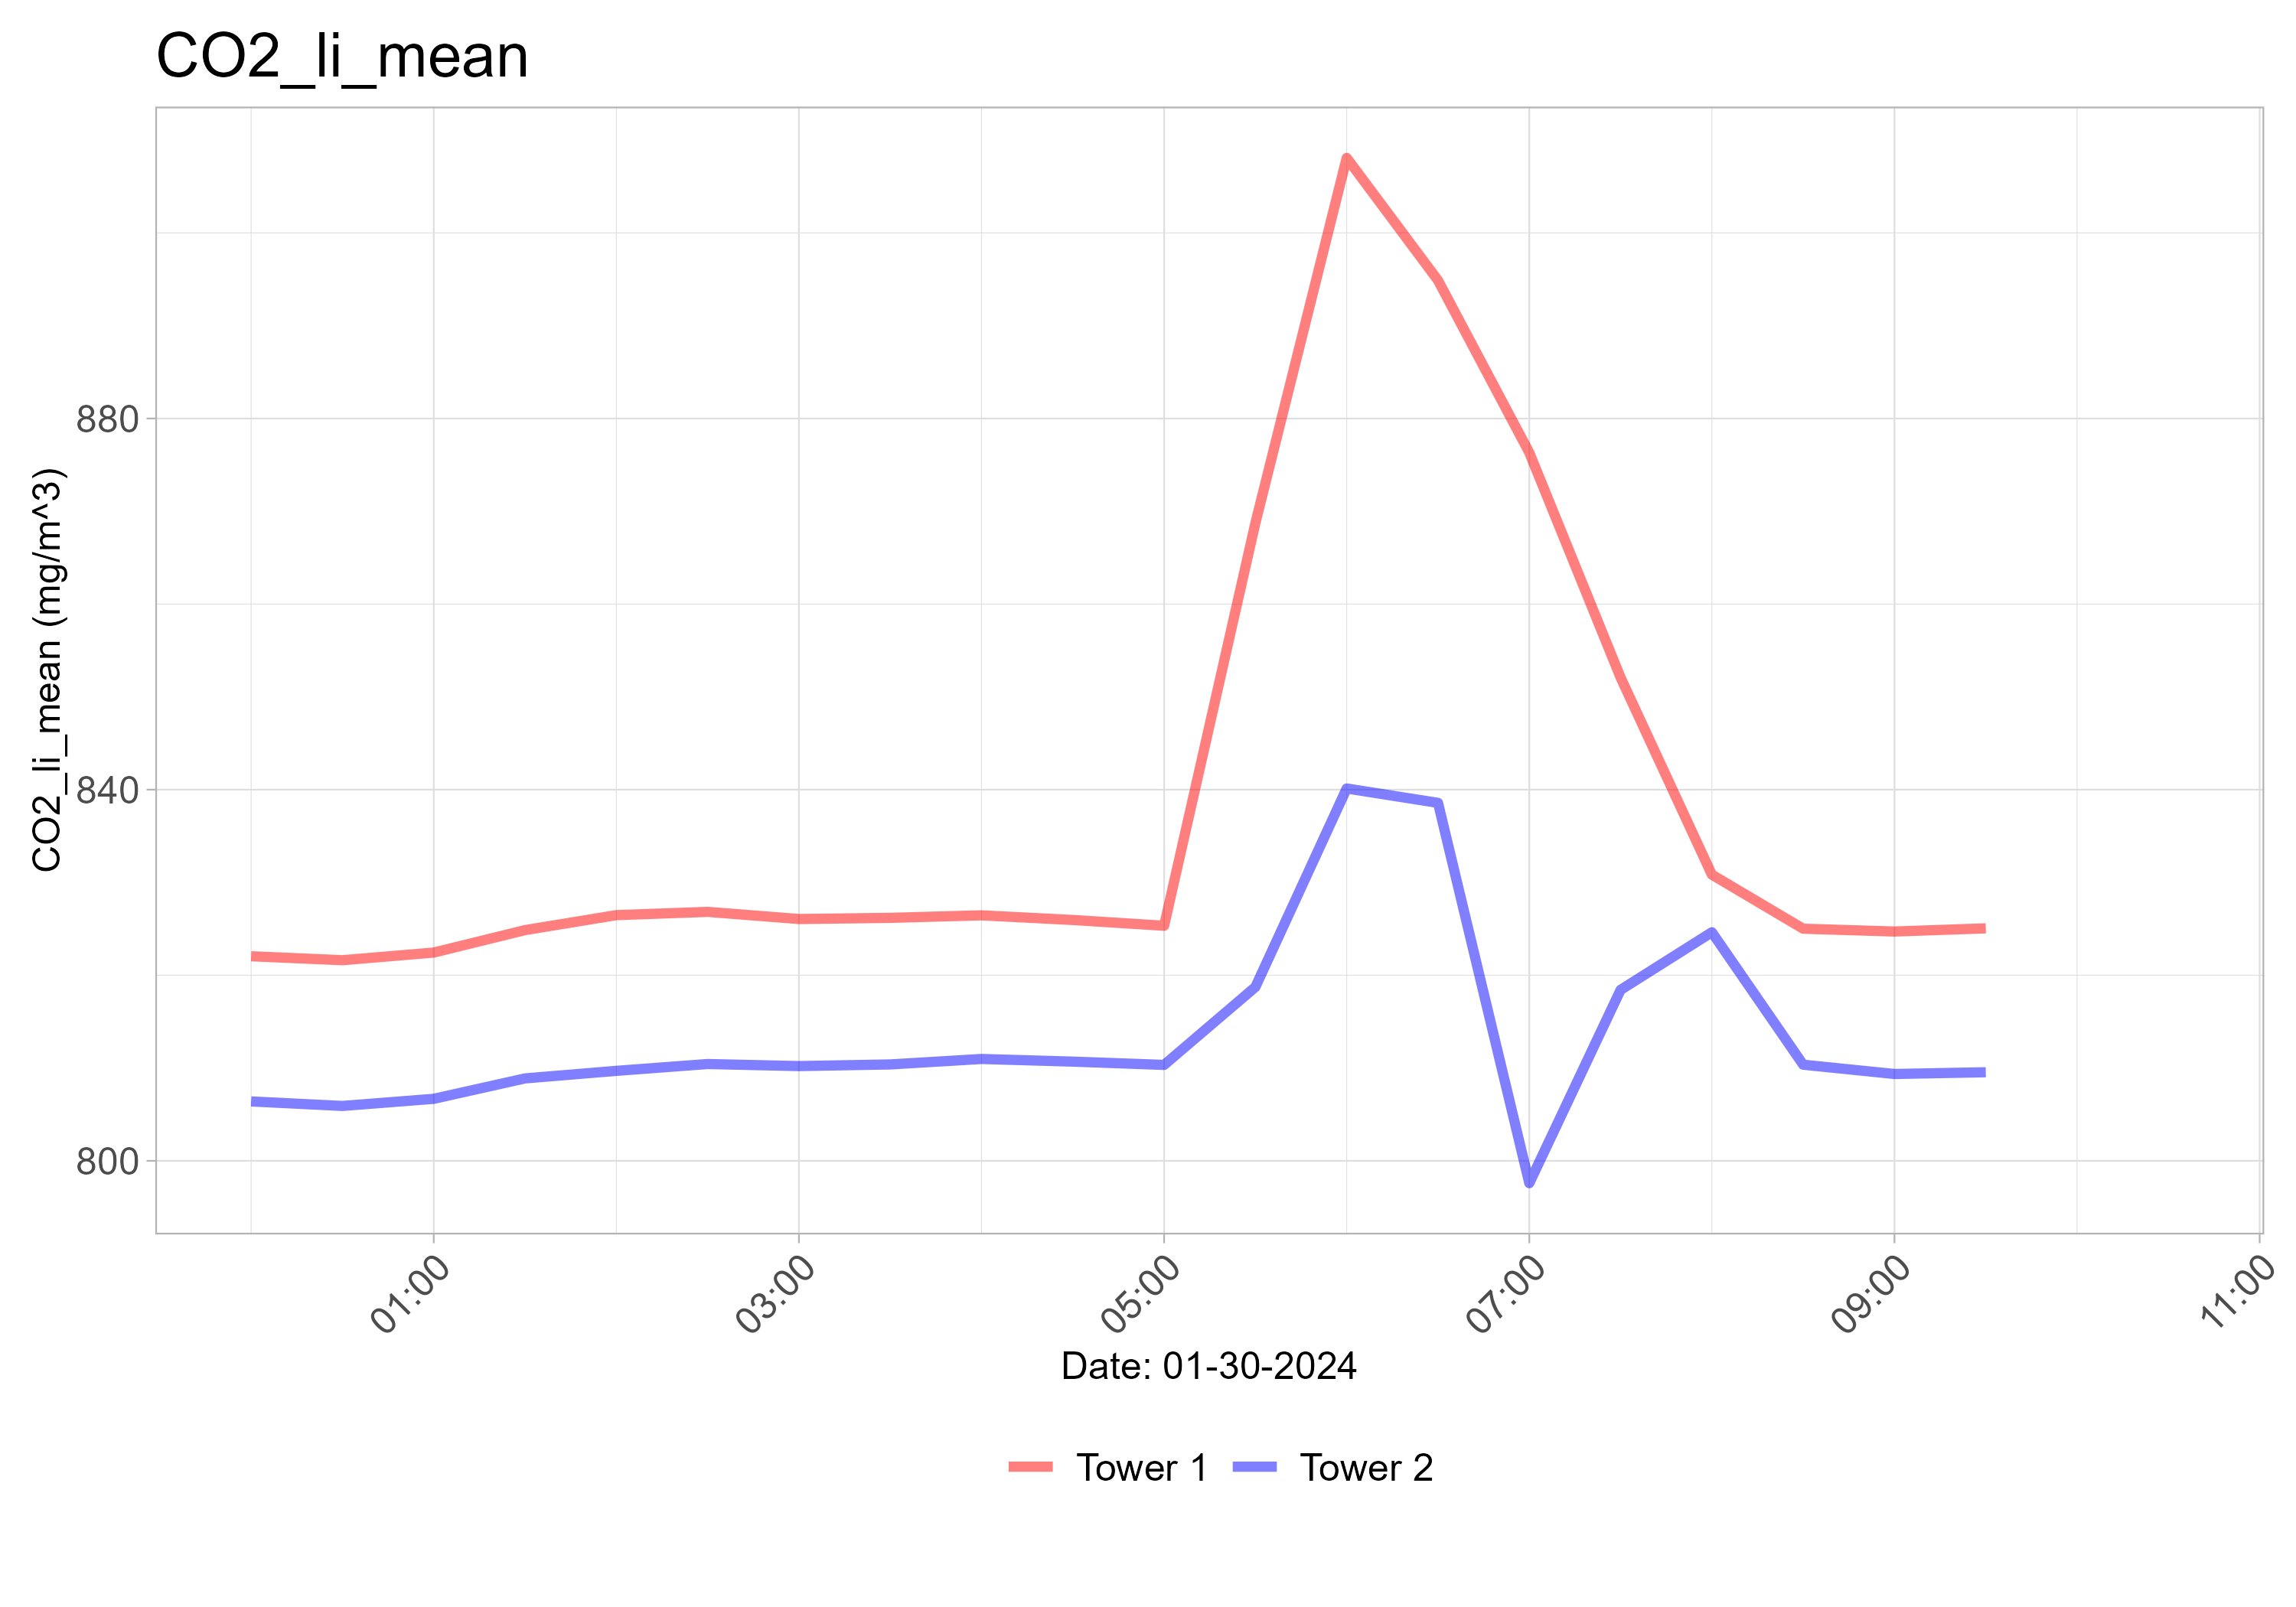 CO2_li_mean
CO2_li_mean (mg/m^3)
880
840
800
01:00
03:00
05:00
07:00
09:00
11:00
Date: 01-30-2024
Tower 1
Tower 2